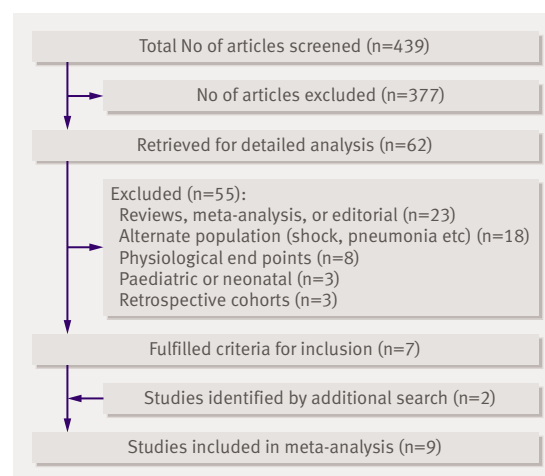 Total No of articles screened (n=439)
No of articles excluded (n=377)
Retrieved for detailed analysis (n=62)
Excluded (n=55):
Reviews, meta-analysis, or editorial (n=23)
Alternate population (shock, pneumonia etc) (n=18)
Physiological end points (n=8)
Paediatric or neonatal (n=3)
Retrospective cohorts (n=3)
Fulfilled criteria for inclusion (n=7)
Studies identified by additional search (n=2)
Studies included in meta-analysis (n=9)